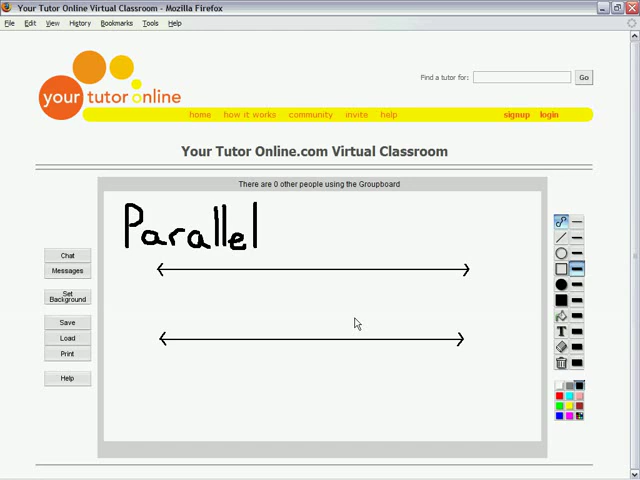 Your Tutor Online Virtual Classroom - Mozilla Firefox
File Edit View History Bookmarks Tools Help
your tutor online
Find a tutor for: Go
home how it works community invite help signup login
Your Tutor Online.com Virtual Classroom
There are 0 other people using the Groupboard
Parallel
Chat
Messages
Set
Background
Save
Load
Print
Help
T